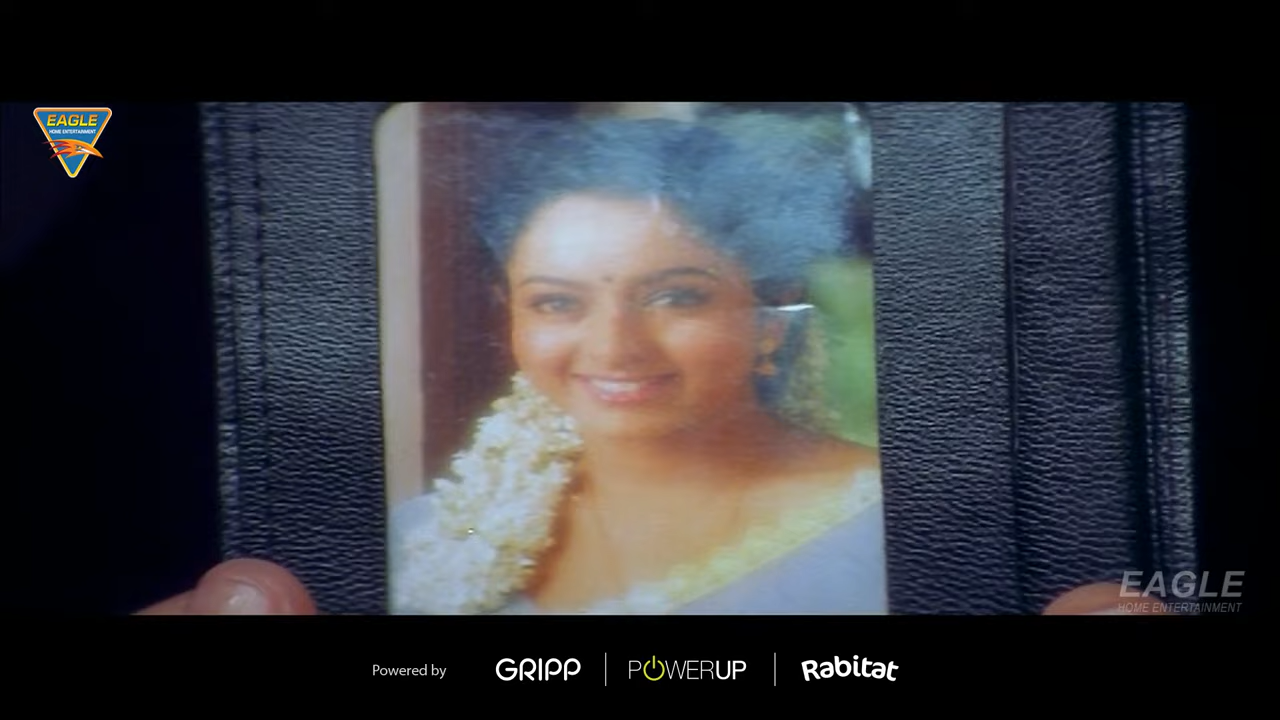 EAGLE
HOME ENTERTAINMENT
EAGLE
HOME ENTERTAINMENT
Powered by GRIPP POWERUP Rabitat